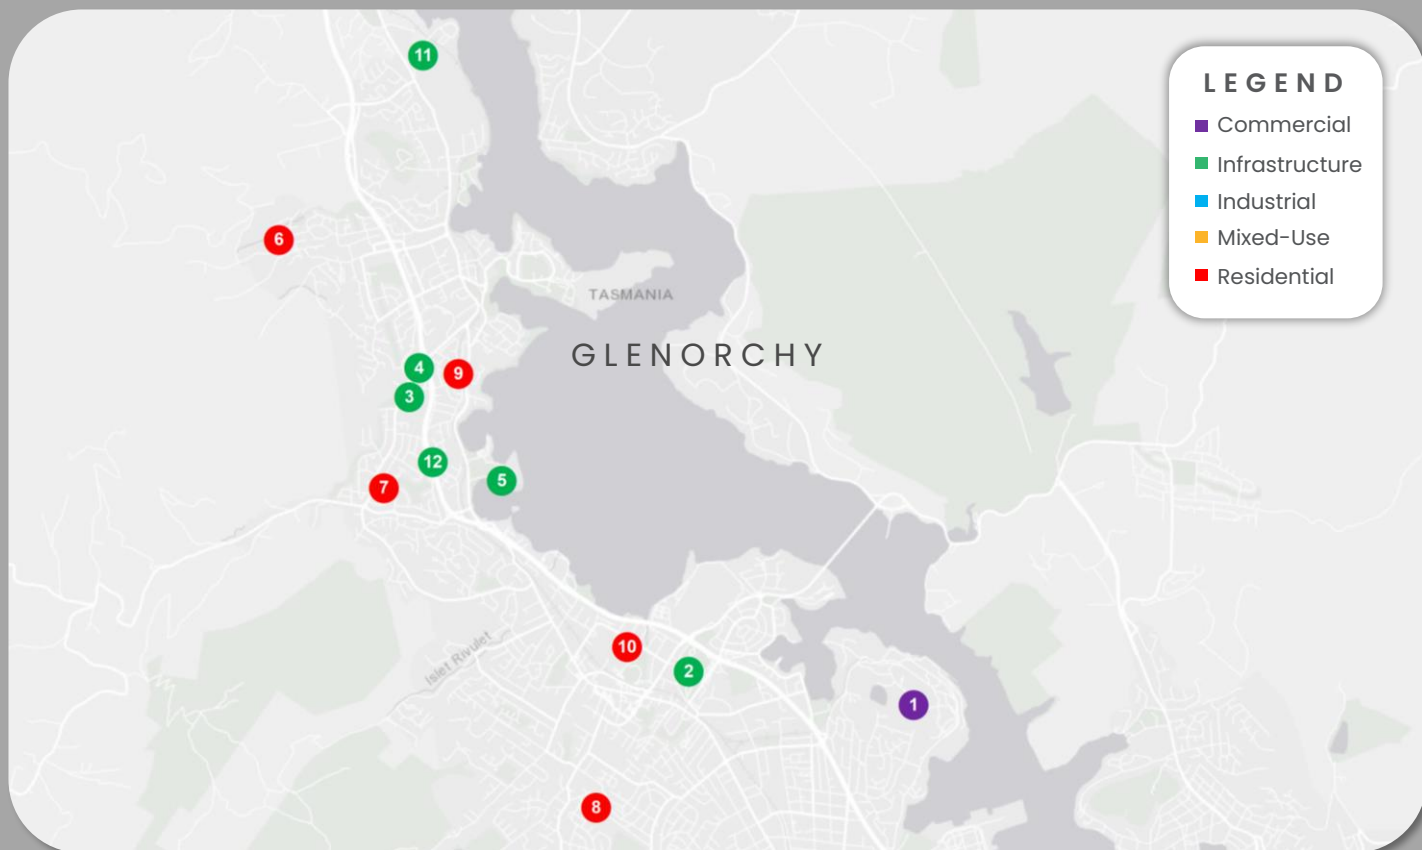 11
LEGEND
Commercial
Infrastructure
Industrial
Mixed-Use
Residential
6
TASMANIA
GLENORCHY
4
9
3
12
5
7
Islet Rivulet
10
2
1
8